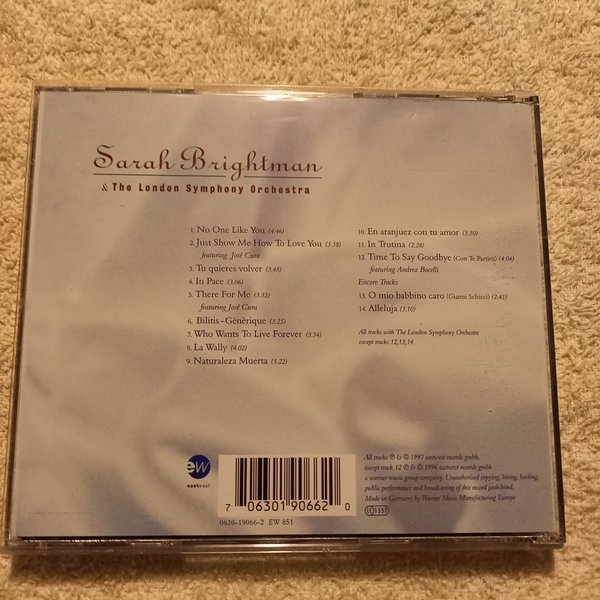 Sarah Brightman
& The London Symphony Orchestra
1. No One Like You (4.46)
2. Just Show Me How To Love You (3.58)
featuring José Cura
3. Tu quieres volver (3.48)
4. In Pace (3.06)
5. There For Me (3.32)
featuring José Cura
6. Bilitis-Gènèrique (3.25)
7. Who Wants To Live Forever (3.54)
8. La Wally (4.02)
9. Naturaleza Muerta (5.22)
10. En aranjuez con tu amor (3.50)
11. In Trutina (2.28)
12. Time To Say Goodbye (Con Te Partirò) (4.04)
featuring Andrea Bocelli
Encore Tracks
13. O mio babbino caro (Gianni Schicci) (2.41)
14. Alleluja (3.10)
All tracks with The London Symphony Orchestra
except tracks 12,13,14
ew
eastwest
7 06301 90662 0
0630-19066-2 EW 851
All tracks ℗ & © 1997 eastwest records gmbh,
except track 12 ℗ & © 1996 eastwest records gmbh
a warner music group company. Unauthorized copying, hiring, lending,
public performance and broadcasting of this record prohibited.
Made in Germany by Warner Music Manufacturing Europe
LC 1557